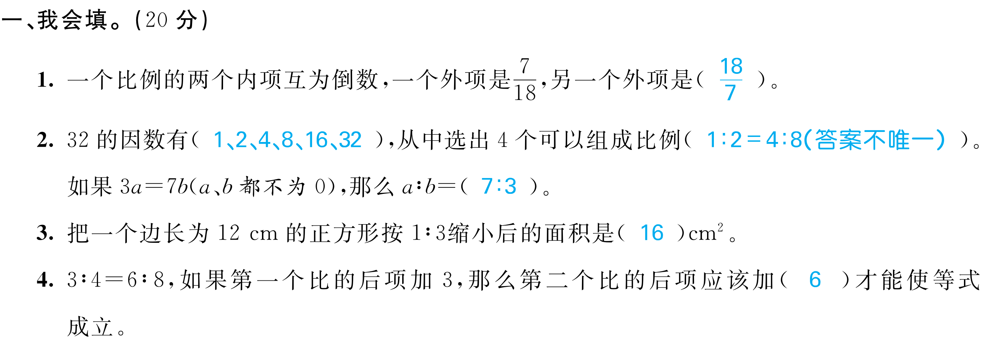 一、我会填。(20 分)
1. 一个比例的两个内项互为倒数,一个外项是7/18,另一个外项是( 18/7 )。
2. 32 的因数有( 1、2、4、8、16、32 ),从中选出 4 个可以组成比例( 1∶2=4∶8(答案不唯一) )。
如果 3a=7b(a、b 都不为 0),那么 a∶b=( 7∶3 )。
3. 把一个边长为 12 cm 的正方形按 1∶3缩小后的面积是( 16 )cm²。
4. 3∶4=6∶8,如果第一个比的后项加 3,那么第二个比的后项应该加( 6 )才能使等式
成立。